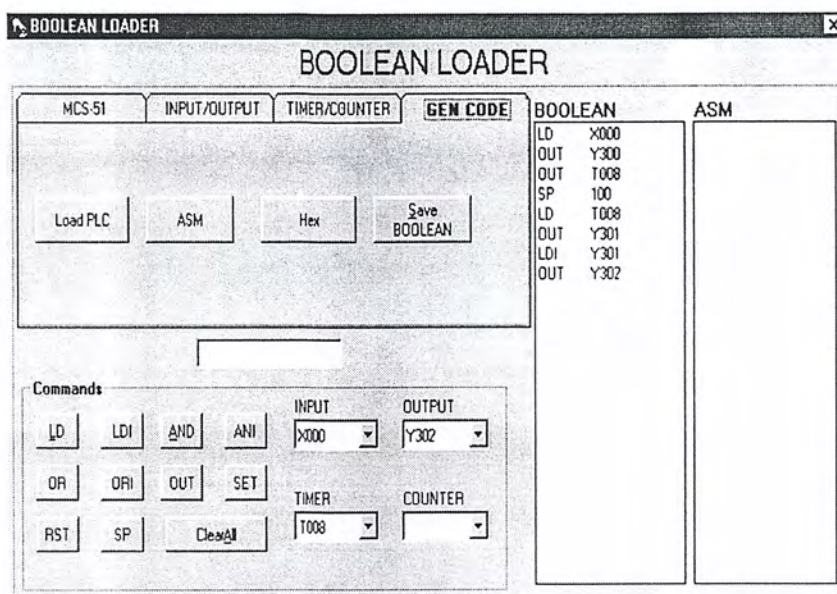 BOOLEAN LOADER
BOOLEAN LOADER
MCS-51 INPUT/OUTPUT TIMER/COUNTER GEN CODE
Load PLC ASM Hex Save BOOLEAN
BOOLEAN
LD X000
OUT Y300
OUT T008
SP 100
LD T008
OUT Y301
LDI Y301
OUT Y302
ASM
Commands
LD LDI AND ANI
OR ORI OUT SET
RST SP ClearAll
INPUT
X000
OUTPUT
Y302
TIMER
T008
COUNTER